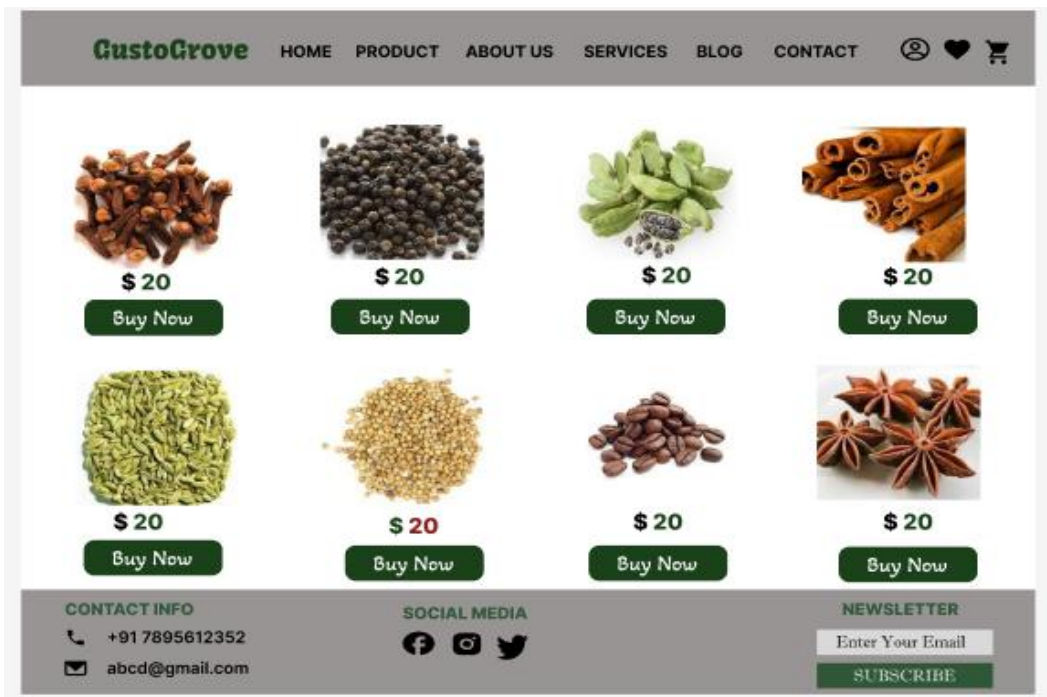 GustoGrove HOME PRODUCT ABOUT US SERVICES BLOG CONTACT
$ 20 $ 20 $ 20 $ 20
Buy Now Buy Now Buy Now Buy Now
$ 20 $ 20 $ 20 $ 20
Buy Now Buy Now Buy Now Buy Now
CONTACT INFO SOCIAL MEDIA NEWSLETTER
+91 7895612352 Enter Your Email
abcd@gmail.com SUBSCRIBE